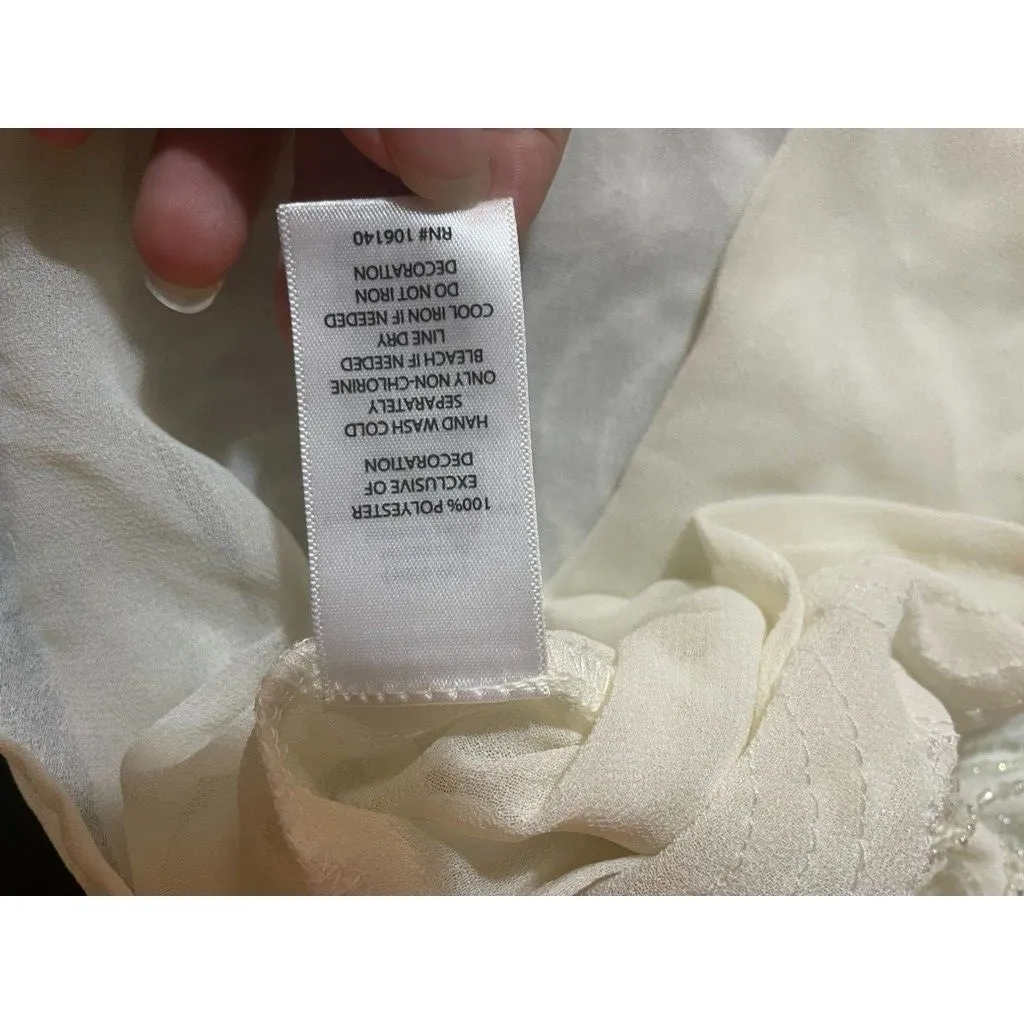 100% POLYESTER
EXCLUSIVE OF
DECORATION
HAND WASH COLD
SEPARATELY
ONLY NON-CHLORINE
BLEACH IF NEEDED
LINE DRY
COOL IRON IF NEEDED
DO NOT IRON
DECORATION
RN# 106140